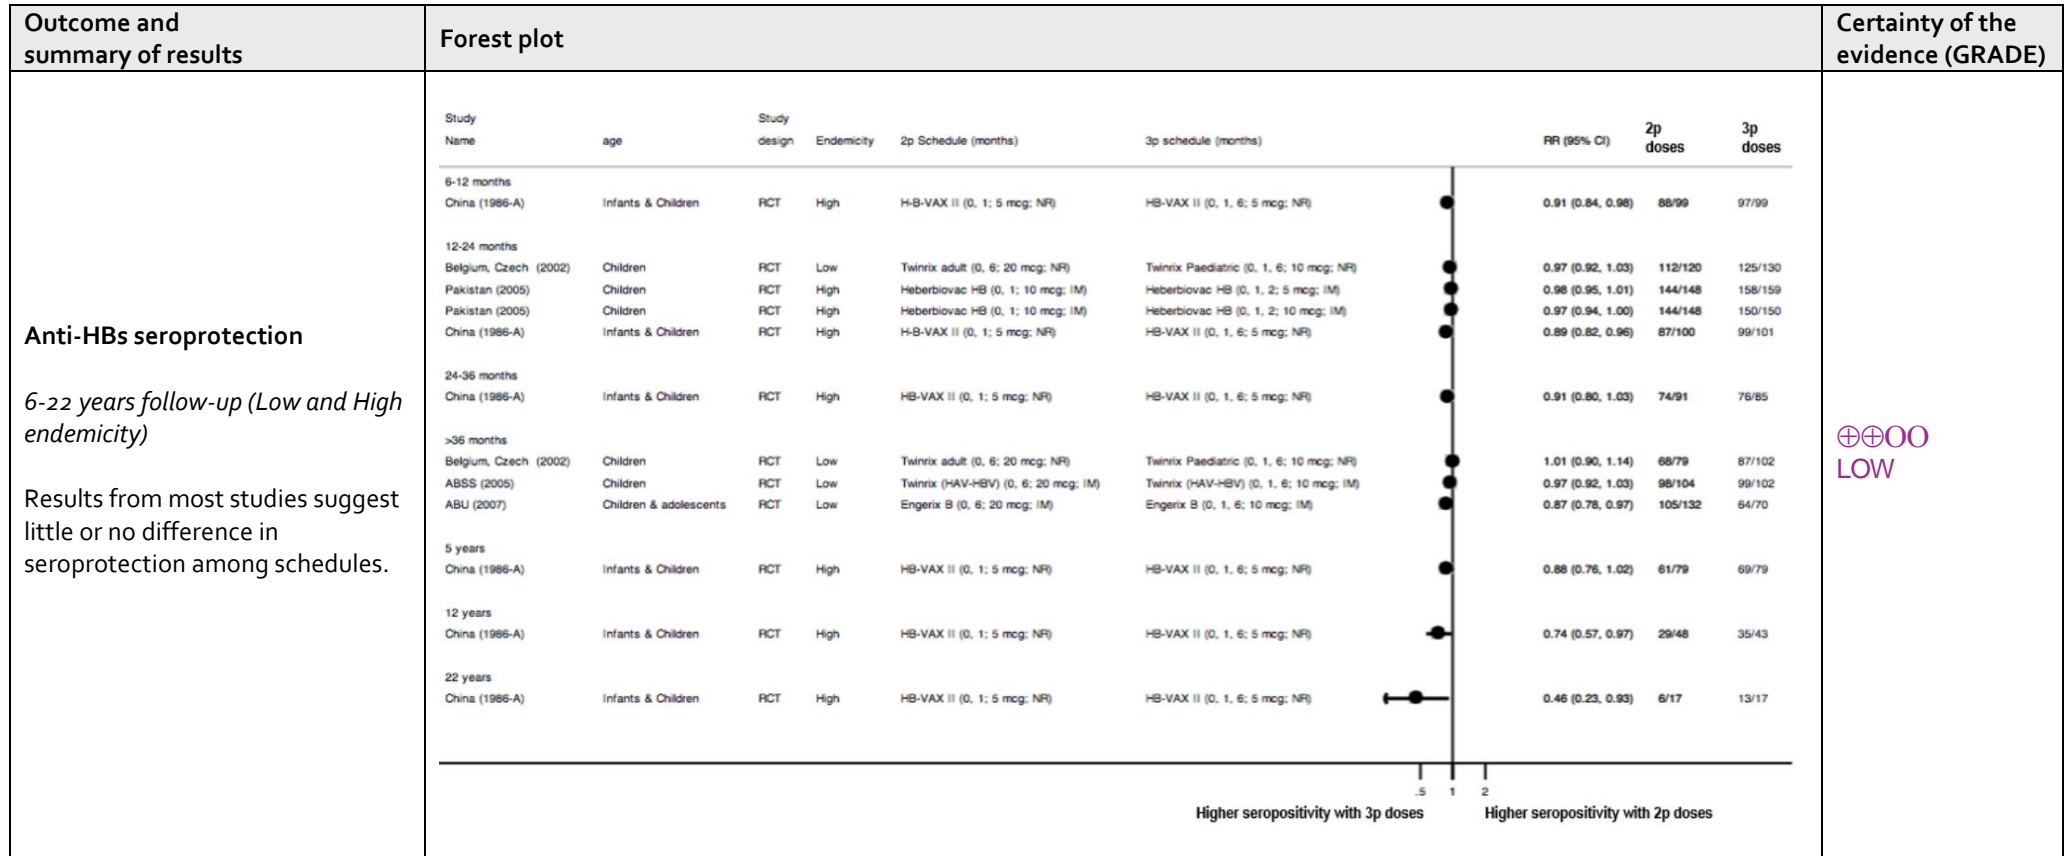 Outcome and
summary of results
Forest plot
Certainty of the
evidence (GRADE)
Anti-HBs seroprotection
6-22 years follow-up (Low and High
endemicity)
Results from most studies suggest
little or no difference in
seroprotection among schedules.
Study
Name age
Study
design Endemicity 2p Schedule (months) 3p schedule (months) RR (95% CI) 2p doses 3p doses
6-12 months
China (1986-A) Infants & Children RCT High H-B-VAX II (0, 1; 5 mcg; NR) HB-VAX II (0, 1, 6; 5 mcg; NR) 0.91 (0.84, 0.98) 88/99 97/99
12-24 months
Belgium, Czech (2002) Children RCT Low Twinrix adult (0, 6; 20 mcg; NR) Twinrix Paediatric (0, 1, 6; 10 mcg; NR) 0.97 (0.92, 1.03) 112/120 125/130
Pakistan (2005) Children RCT High Heberbiovac HB (0, 1; 10 mcg; IM) Heberbiovac HB (0, 1, 2; 5 mcg; IM) 0.98 (0.95, 1.01) 144/148 158/159
Pakistan (2005) Children RCT High Heberbiovac HB (0, 1; 10 mcg; IM) Heberbiovac HB (0, 1, 2; 10 mcg; IM) 0.97 (0.94, 1.00) 144/148 150/150
China (1986-A) Infants & Children RCT High H-B-VAX II (0, 1; 5 mcg; NR) HB-VAX II (0, 1, 6; 5 mcg; NR) 0.89 (0.82, 0.96) 87/100 99/101
24-36 months
China (1986-A) Infants & Children RCT High HB-VAX II (0, 1; 5 mcg; NR) HB-VAX II (0, 1, 6; 5 mcg; NR) 0.91 (0.80, 1.03) 74/91 76/85
>36 months
Belgium, Czech (2002) Children RCT Low Twinrix adult (0, 6; 20 mcg; NR) Twinrix Paediatric (0, 1, 6; 10 mcg; NR) 1.01 (0.90, 1.14) 68/79 87/102
ABSS (2005) Children RCT Low Twinrix (HAV-HBV) (0, 6; 20 mcg; IM) Twinrix (HAV-HBV) (0, 1, 6; 10 mcg; IM) 0.97 (0.92, 1.03) 98/104 99/102
ABU (2007) Children & adolescents RCT Low Engerix B (0, 6; 20 mcg; IM) Engerix B (0, 1, 6; 10 mcg; IM) 0.87 (0.78, 0.97) 105/132 64/70
5 years
China (1986-A) Infants & Children RCT High HB-VAX II (0, 1; 5 mcg; NR) HB-VAX II (0, 1, 6; 5 mcg; NR) 0.88 (0.76, 1.02) 61/79 69/79
12 years
China (1986-A) Infants & Children RCT High HB-VAX II (0, 1; 5 mcg; NR) HB-VAX II (0, 1, 6; 5 mcg; NR) 0.74 (0.57, 0.97) 29/48 35/43
22 years
China (1986-A) Infants & Children RCT High HB-VAX II (0, 1; 5 mcg; NR) HB-VAX II (0, 1, 6; 5 mcg; NR) 0.46 (0.23, 0.93) 6/17 13/17
.5 1 2
Higher seropositivity with 3p doses Higher seropositivity with 2p doses
⊕⊕OO
LOW